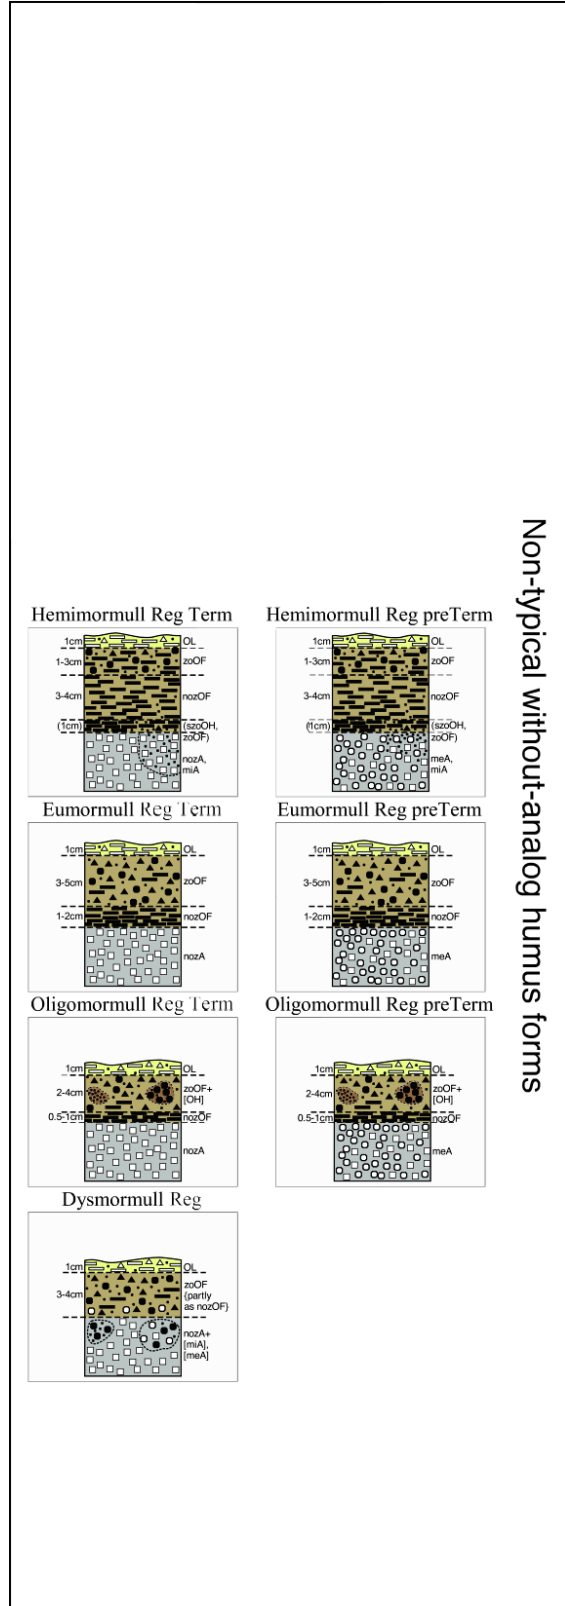 Non-typical without-analog humus forms
Hemimormull Reg Term
1cm
OL
1-3cm
zoOF
3-4cm
nozOF
(1cm)
(szoOH,
zoOF)
nozA,
miA
Hemimormull Reg preTerm
1cm
OL
1-3cm
zoOF
3-4cm
nozOF
(1cm)
(szoOH,
zoOF)
meA,
miA
Eumormull Reg Term
1cm
OL
3-5cm
zoOF
1-2cm
nozOF
nozA
Eumormull Reg preTerm
1cm
OL
3-5cm
zoOF
1-2cm
nozOF
meA
Oligomormull Reg Term
1cm
OL
2-4cm
zoOF+
[OH]
0.5-1cm
nozOF
nozA
Oligomormull Reg preTerm
1cm
OL
2-4cm
zoOF+
[OH]
0.5-1cm
nozOF
meA
Dysmormull Reg
1cm
OL
3-4cm
zoOF
{partly
as nozOF}
nozA+
[miA],
[meA]